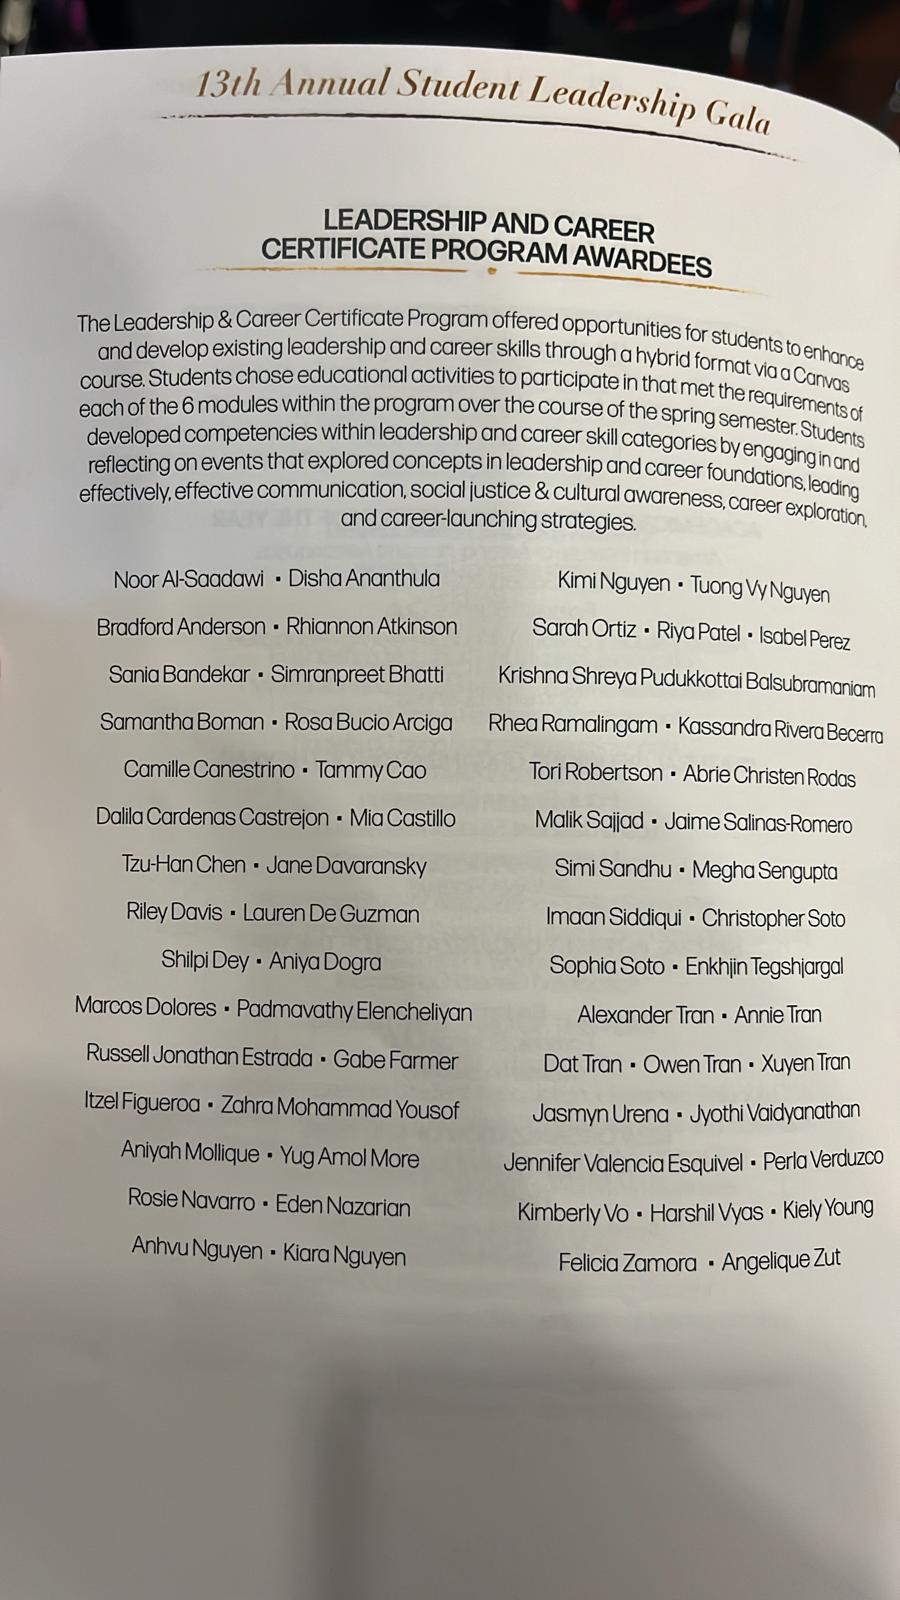 13th Annual Student Leadership Gala
LEADERSHIP AND CAREER
CERTIFICATE PROGRAM AWARDEES
The Leadership & Career Certificate Program offered opportunities for students to enhance
and develop existing leadership and career skills through a hybrid format via a Canvas
course. Students chose educational activities to participate in that met the requirements of
each of the 6 modules within the program over the course of the spring semester. Students
developed competencies within leadership and career skill categories by engaging in and
reflecting on events that explored concepts in leadership and career foundations, leading
effectively, effective communication, social justice & cultural awareness, career exploration,
and career-launching strategies.
Noor Al-Saadawi ▪ Disha Ananthula
Bradford Anderson ▪ Rhiannon Atkinson
Sania Bandekar ▪ Simranpreet Bhatti
Samantha Boman ▪ Rosa Bucio Arciga
Camille Canestrino ▪ Tammy Cao
Dalila Cardenas Castrejon ▪ Mia Castillo
Tzu-Han Chen ▪ Jane Davaransky
Riley Davis ▪ Lauren De Guzman
Shilpi Dey ▪ Aniya Dogra
Marcos Dolores ▪ Padmavathy Elencheliyan
Russell Jonathan Estrada ▪ Gabe Farmer
Itzel Figueroa ▪ Zahra Mohammad Yousof
Aniyah Mollique ▪ Yug Amol More
Rosie Navarro ▪ Eden Nazarian
Anhvu Nguyen ▪ Kiara Nguyen
Kimi Nguyen ▪ Tuong Vy Nguyen
Sarah Ortiz ▪ Riya Patel ▪ Isabel Perez
Krishna Shreya Pudukkottai Balsubramaniam
Rhea Ramalingam ▪ Kassandra Rivera Becerra
Tori Robertson ▪ Abrie Christen Rodas
Malik Sajjad ▪ Jaime Salinas-Romero
Simi Sandhu ▪ Megha Sengupta
Imaan Siddiqui ▪ Christopher Soto
Sophia Soto ▪ Enkhjin Tegshjargal
Alexander Tran ▪ Annie Tran
Dat Tran ▪ Owen Tran ▪ Xuyen Tran
Jasmyn Urena ▪ Jyothi Vaidyanathan
Jennifer Valencia Esquivel ▪ Perla Verduzco
Kimberly Vo ▪ Harshil Vyas ▪ Kiely Young
Felicia Zamora ▪ Angelique Zut